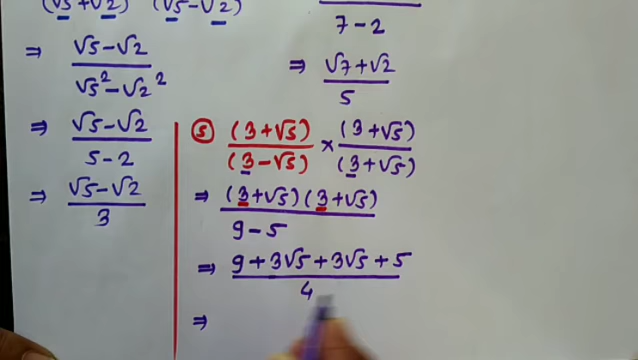 (√5+√2) (√5-√2)
⇒ √5-√2 / √5² - √2²
⇒ √5-√2 / 5-2
⇒ √5-√2 / 3
7-2
⇒ √7+√2 / 5
⑤ (3+√5) / (3-√5) × (3+√5) / (3+√5)
⇒ (3+√5)(3+√5) / 9-5
⇒ 9+3√5+3√5+5 / 4
⇒